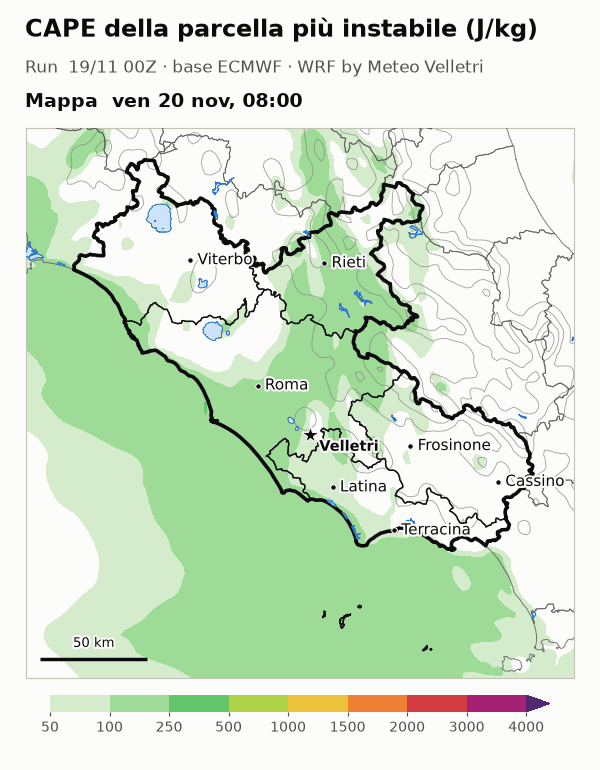 CAPE della parcella più instabile (J/kg)
Run  19/11 00Z · base ECMWF · WRF by Meteo Velletri
Mappa  ven 20 nov, 08:00
Viterbo
Rieti
Roma
Velletri
Frosinone
Latina
Cassino
Terracina
50 km
50 100 250 500 1000 1500 2000 3000 4000